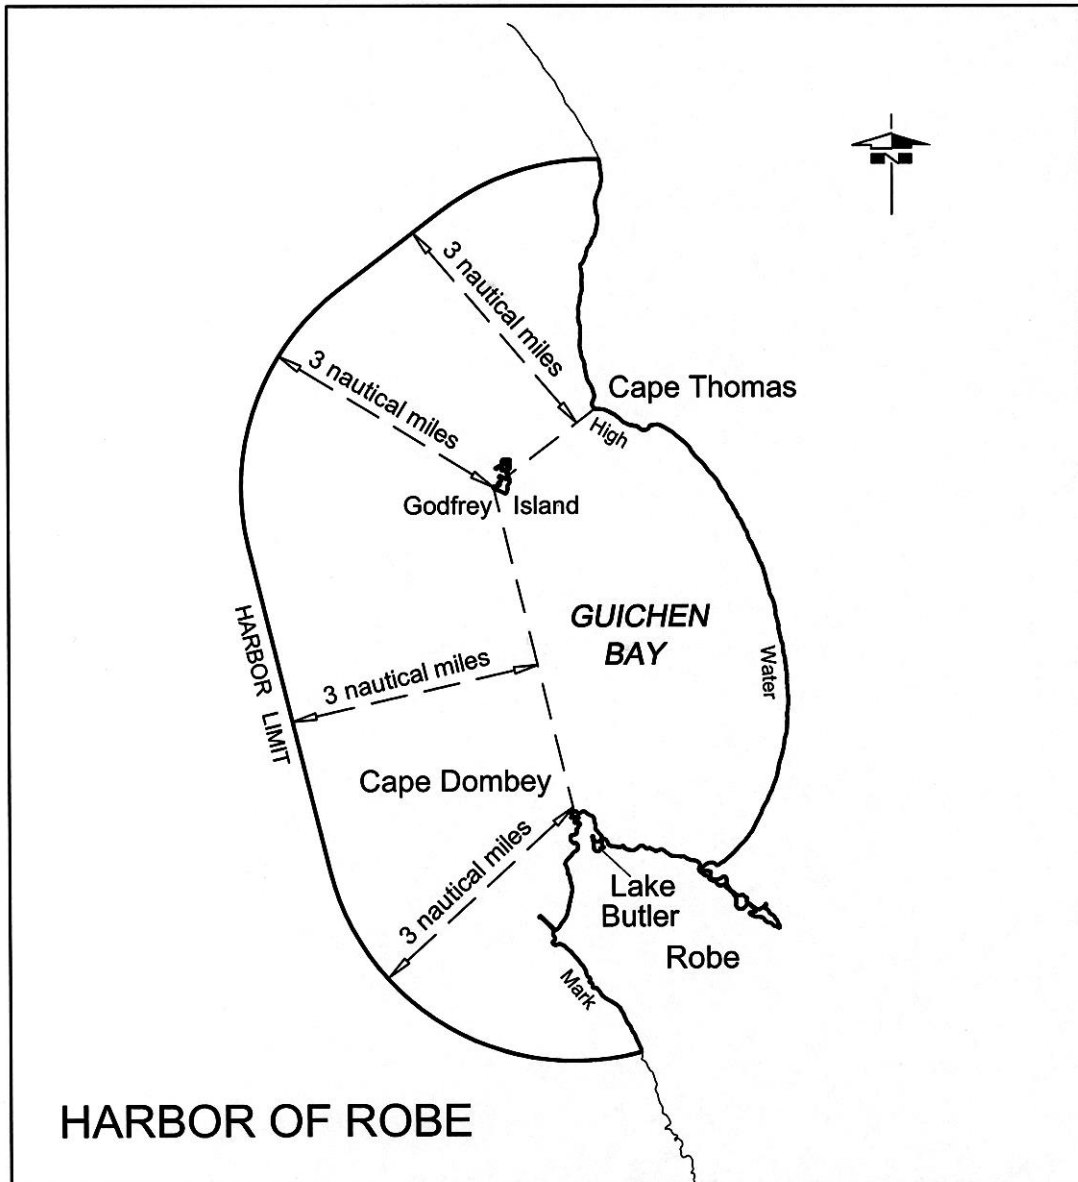 N
3 nautical miles
3 nautical miles
Cape Thomas
High
Godfrey Island
GUICHEN
BAY
HARBOR LIMIT
Water
3 nautical miles
Cape Dombey
3 nautical miles
Lake
Butler
Robe
Mark
HARBOR OF ROBE